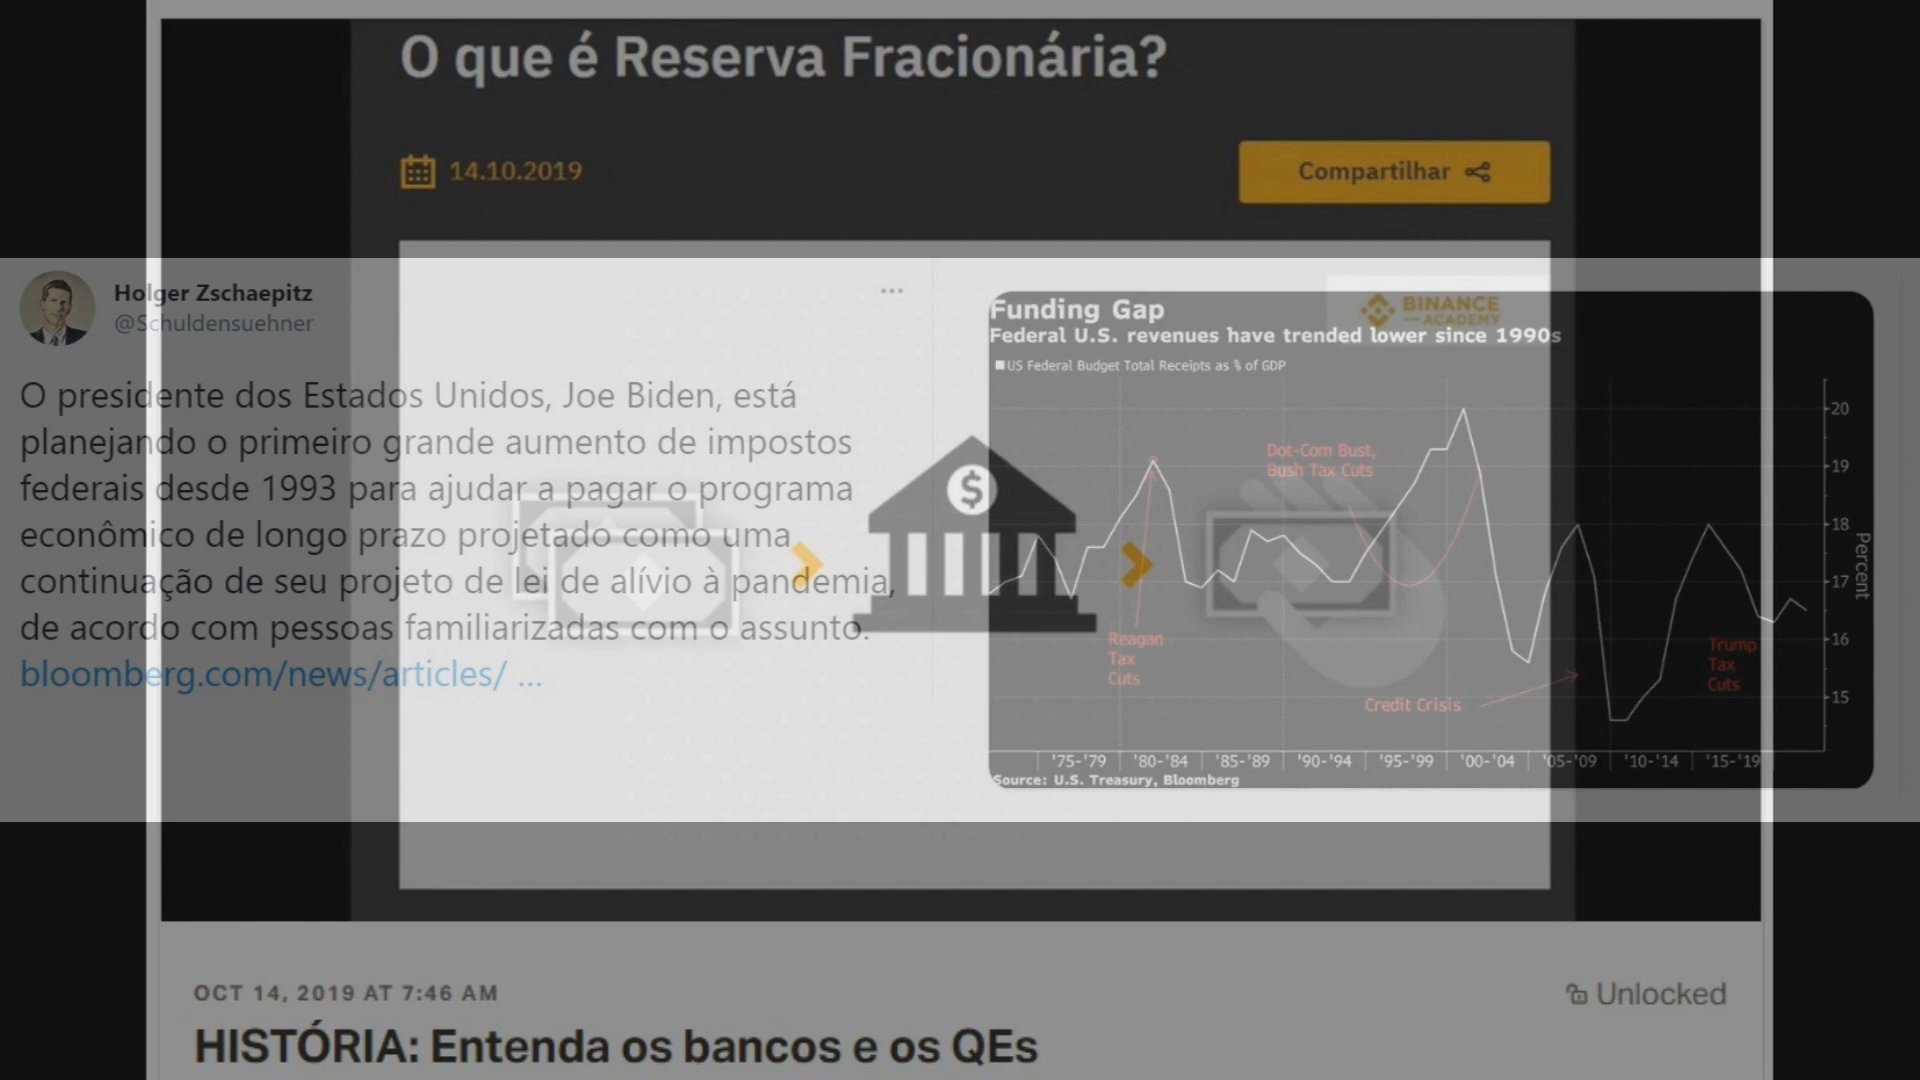 O que é Reserva Fracionária?
14.10.2019
Compartilhar
Holger Zschaepitz
@Schuldensuehner
O presidente dos Estados Unidos, Joe Biden, está
planejando o primeiro grande aumento de impostos
federais desde 1993 para ajudar a pagar o programa
econômico de longo prazo projetado como uma
continuação de seu projeto de lei de alívio à pandemia,
de acordo com pessoas familiarizadas com o assunto.
bloomberg.com/news/articles/ ...
BINANCE
ACADEMY
$
Funding Gap
Federal U.S. revenues have trended lower since 1990s
US Federal Budget Total Receipts as % of GDP
Dot-Com Bust,
Bush Tax Cuts
Reagan
Tax
Cuts
Credit Crisis
Trump
Tax
Cuts
20
19
18
17
16
15
Percent
'75-'79 '80-'84 '85-'89 '90-'94 '95-'99 '00-'04 '05-'09 '10-'14 '15-'19
Source: U.S. Treasury, Bloomberg
OCT 14, 2019 AT 7:46 AM
Unlocked
HISTÓRIA: Entenda os bancos e os QEs